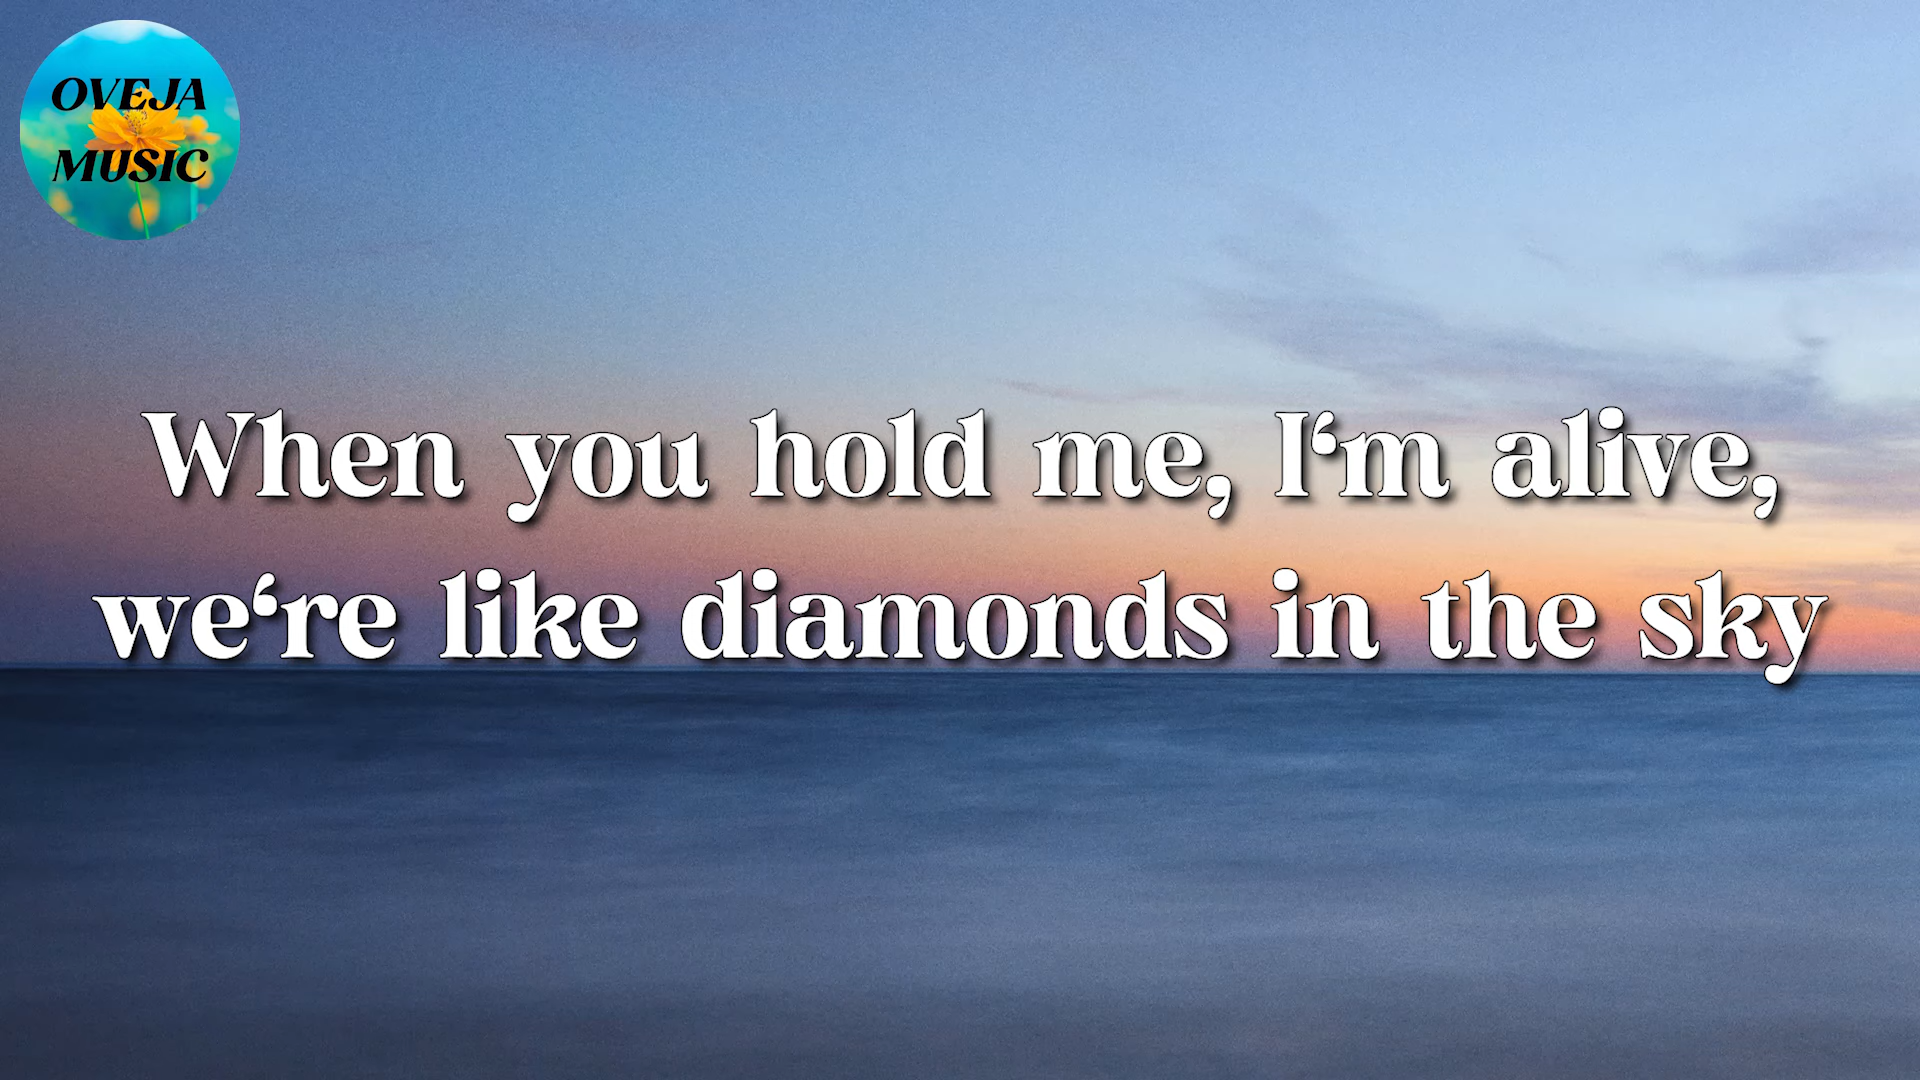 OVEJA
MUSIC
When you hold me, I‘m alive,
we‘re like diamonds in the sky